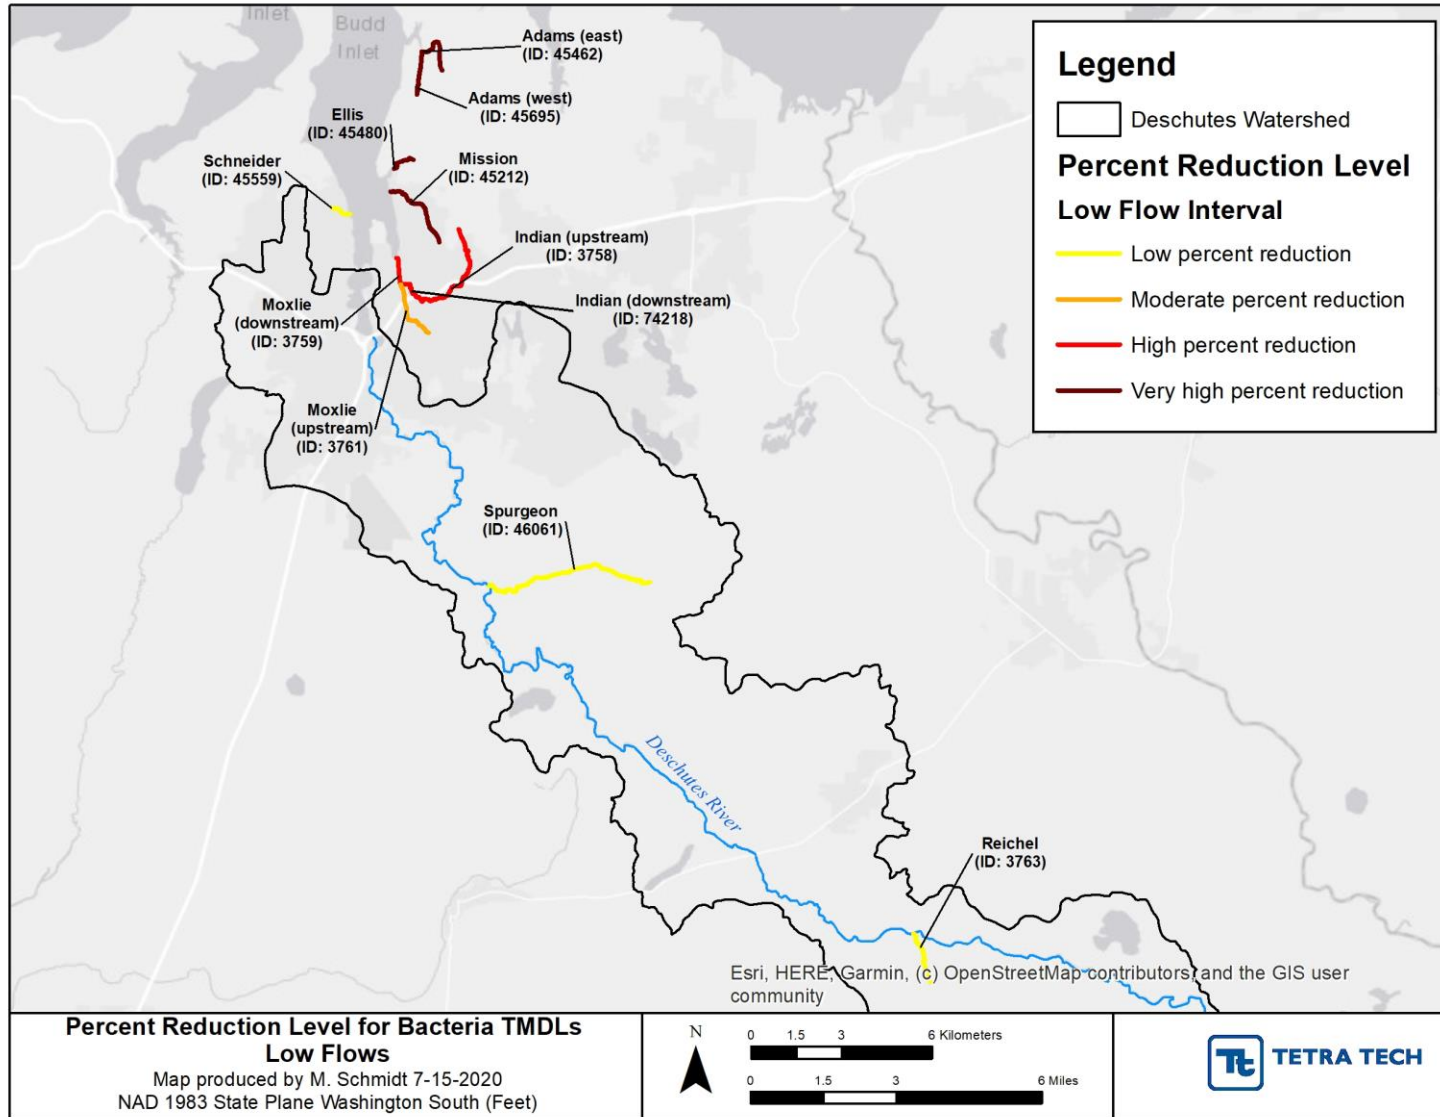 Inlet
Budd
Inlet
Adams (east)
(ID: 45462)
Adams (west)
(ID: 45695)
Ellis
(ID: 45480)
Mission
(ID: 45212)
Schneider
(ID: 45559)
Indian (upstream)
(ID: 3758)
Indian (downstream)
(ID: 74218)
Moxlie
(downstream)
(ID: 3759)
Moxlie
(upstream)
(ID: 3761)
Spurgeon
(ID: 46061)
Deschutes River
Reichel
(ID: 3763)
Legend
Deschutes Watershed
Percent Reduction Level
Low Flow Interval
Low percent reduction
Moderate percent reduction
High percent reduction
Very high percent reduction
Esri, HERE, Garmin, (c) OpenStreetMap contributors, and the GIS user
community
Percent Reduction Level for Bacteria TMDLs
Low Flows
Map produced by M. Schmidt 7-15-2020
NAD 1983 State Plane Washington South (Feet)
N
0 1.5 3 6 Kilometers
0 1.5 3 6 Miles
Tt TETRA TECH